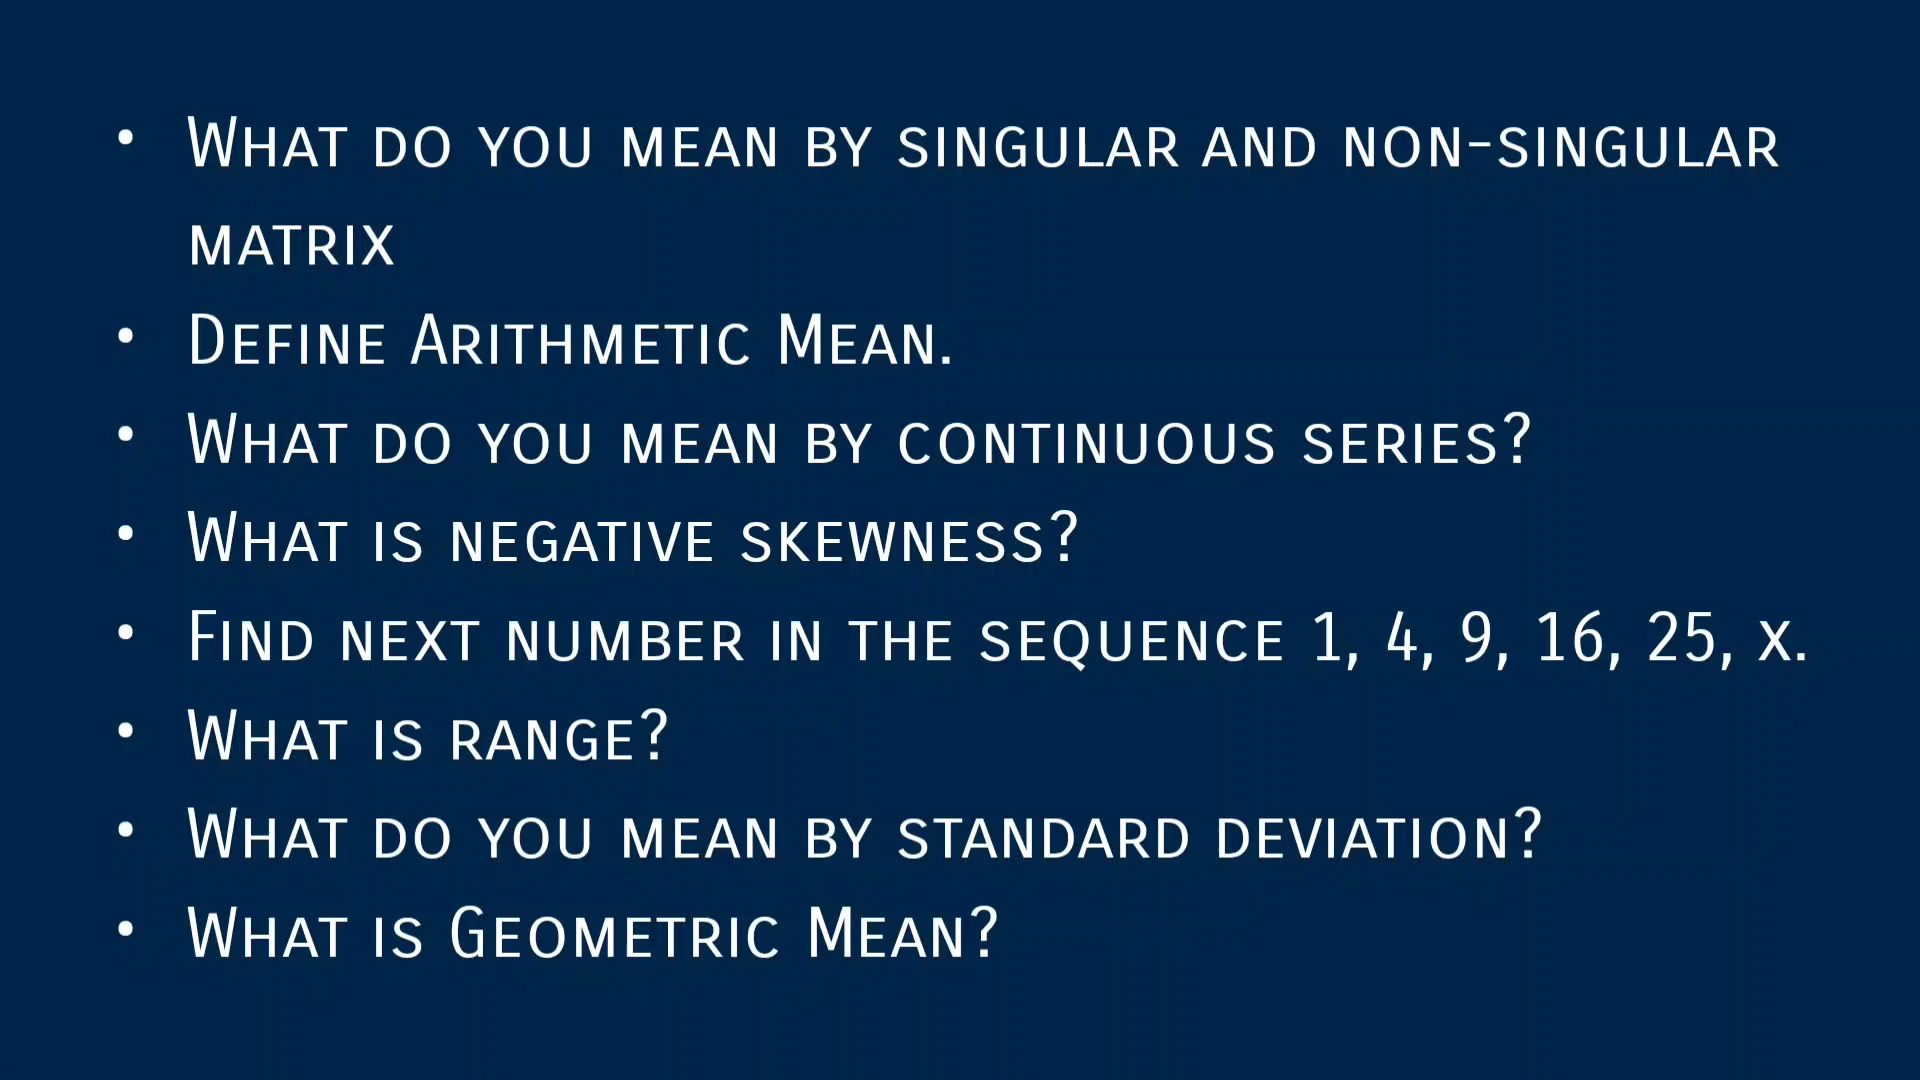 • What do you mean by singular and non-singular
matrix
• Define Arithmetic Mean.
• What do you mean by continuous series?
• What is negative skewness?
• Find next number in the sequence 1, 4, 9, 16, 25, x.
• What is range?
• What do you mean by standard deviation?
• What is Geometric Mean?